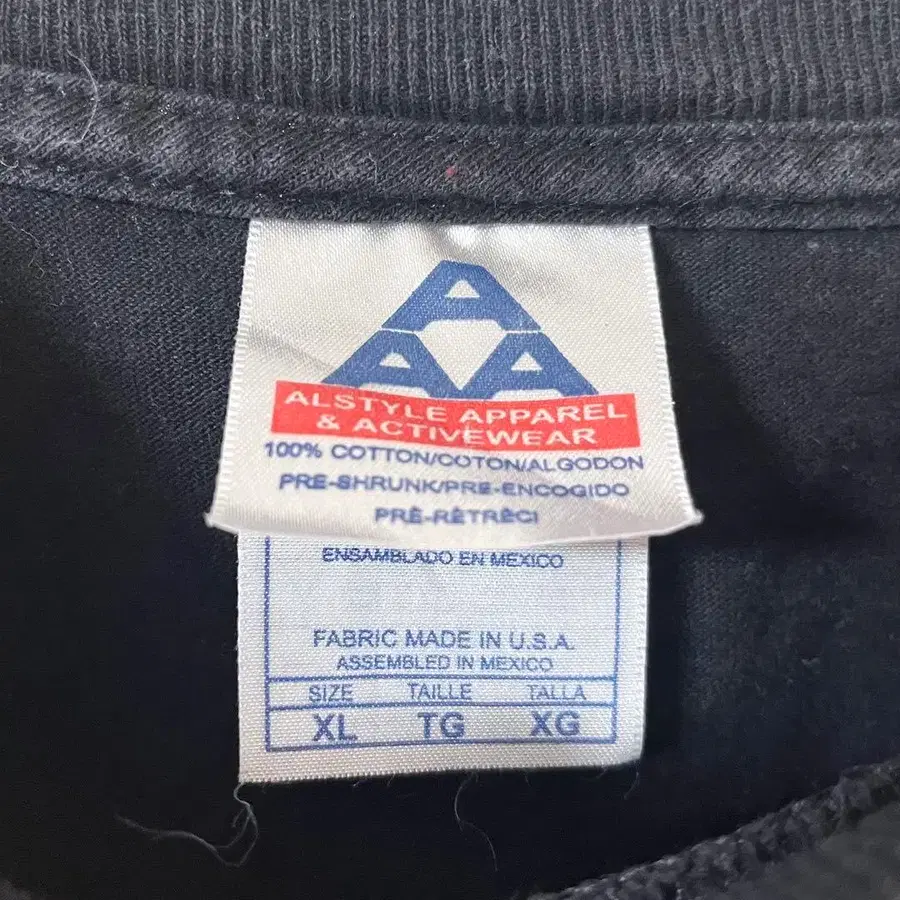 A
A A
ALSTYLE APPAREL
& ACTIVEWEAR
100% COTTON/COTON/ALGODON
PRE-SHRUNK/PRE-ENCOGIDO
PRÉ-RÉTRÉCI
ENSAMBLADO EN MEXICO
FABRIC MADE IN U.S.A.
ASSEMBLED IN MEXICO
SIZE TAILLE TALLA
XL TG XG